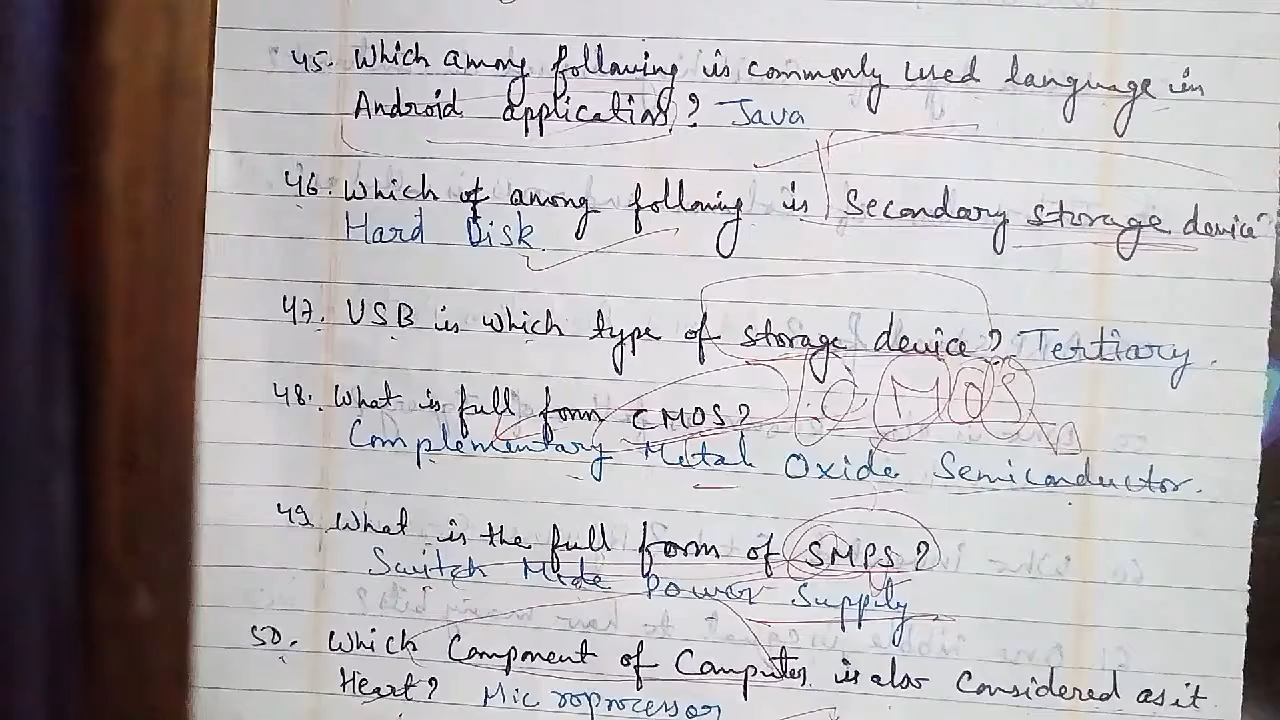 45. Which among following is commonly used language in
Android application? Java
46. Which of among following is Secondary storage device?
Hard Disk.
47. USB is which type of storage device? Tertiary.
48. What is full form CMOS? CMOS
Complementary Metal Oxide Semiconductor.
49. What is the full form of SMPS?
Switch Mode Power Supply
50. Which Component of Computer is also Considered as it
Heart? Microprocessor